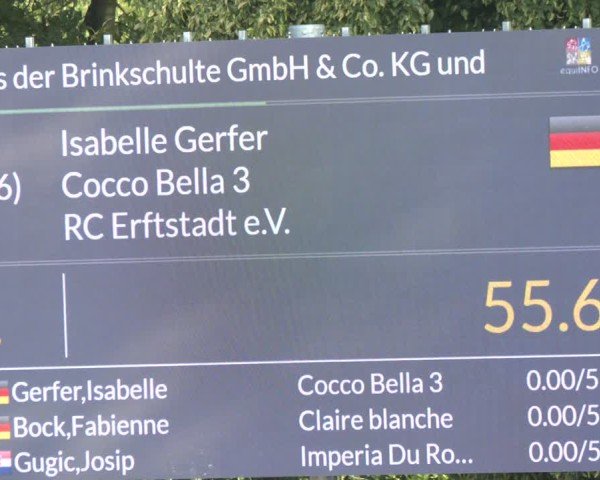 s der Brinkschulte GmbH & Co. KG und
equiINFO
Isabelle Gerfer
6) Cocco Bella 3
RC Erftstadt e.V.
55.6
Gerfer,Isabelle Cocco Bella 3 0.00/5
Bock,Fabienne Claire blanche 0.00/5
Gugic,Josip Imperia Du Ro... 0.00/5